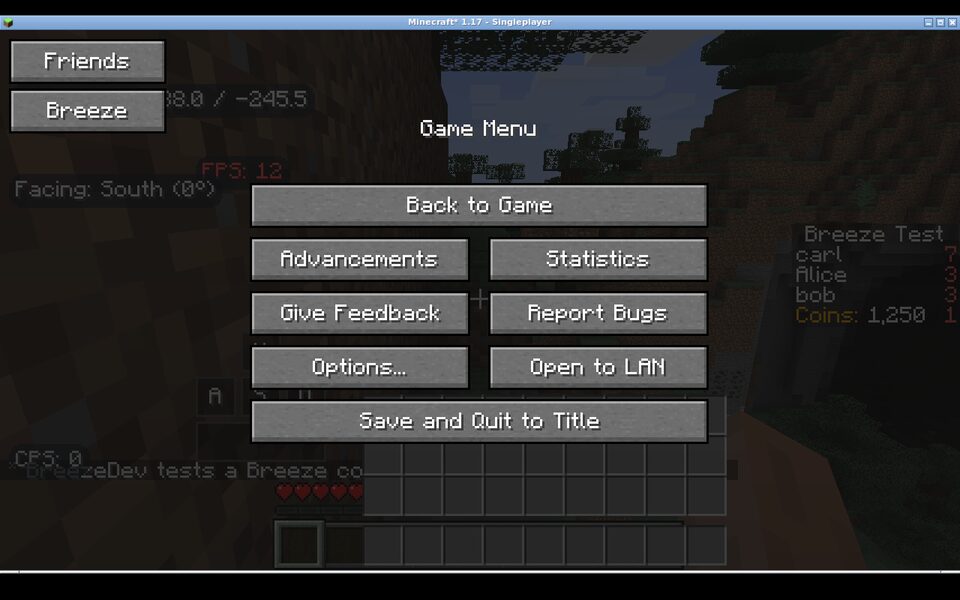 Minecraft* 1.17 - Singleplayer
Friends
Breeze
38.0 / -245.5
Game Menu
FPS: 12
Facing: South (0°)
Back to Game
Advancements
Statistics
Breeze Test
carl 7
Alice 3
bob 3
Coins: 1,250 1
Give Feedback
Report Bugs
Options...
Open to LAN
A
Save and Quit to Title
CPS: 0
BreezeDev tests a Breeze co